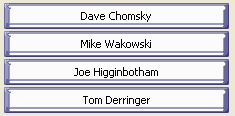 Dave Chomsky
Mike Wakowski
Joe Higginbotham
Tom Derringer